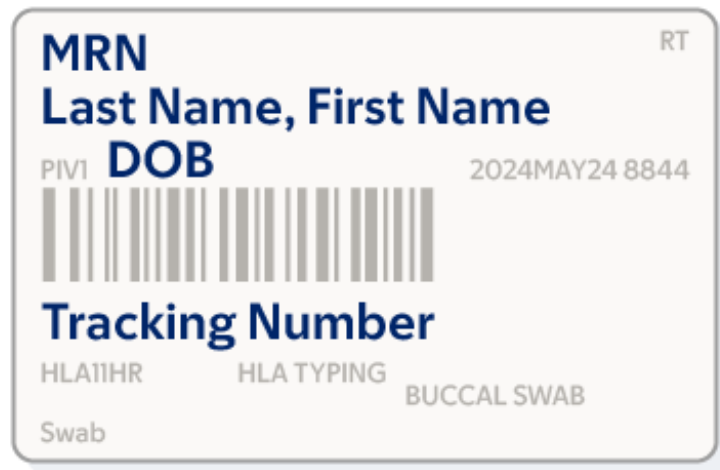 MRN RT
Last Name, First Name
PIV1 DOB 2024MAY24 8844
Tracking Number
HLA11HR HLA TYPING
BUCCAL SWAB
Swab